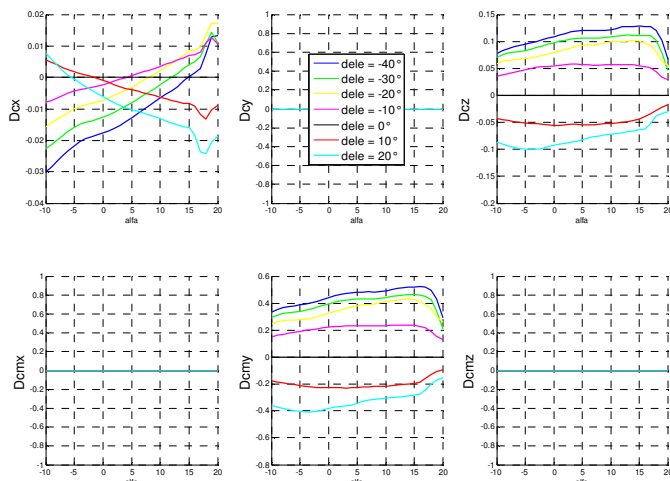 0.02
0.01
0
-0.01
-0.02
-0.03
-0.04
Dcx
-10 -5 0 5 10 15 20
alfa
1
0.8
0.6
0.4
0.2
0
-0.2
-0.4
-0.6
-0.8
-1
Dcy
dele = -40°
dele = -30°
dele = -20°
dele = -10°
dele = 0°
dele = 10°
dele = 20°
-10 -5 0 5 10 15 20
alfa
0.15
0.1
0.05
0
-0.05
-0.1
-0.15
-0.2
Dcz
-10 -5 0 5 10 15 20
alfa
1
0.8
0.6
0.4
0.2
0
-0.2
-0.4
-0.6
-0.8
-1
Dcmx
-10 -5 0 5 10 15 20
alfa
0.6
0.4
0.2
0
-0.2
-0.4
-0.6
-0.8
Dcmy
-10 -5 0 5 10 15 20
alfa
1
0.8
0.6
0.4
0.2
0
-0.2
-0.4
-0.6
-0.8
-1
Dcmz
-10 -5 0 5 10 15 20
alfa